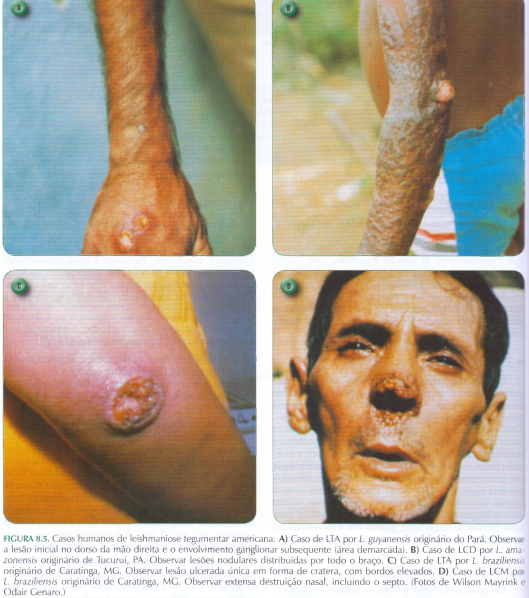 A
B
C
D
FIGURA 8.5. Casos humanos de leishmaniose tegumentar americana: A) Caso de LTA por L. guyanensis originário do Pará. Observar
a lesão inicial no dorso da mão direita e o envolvimento ganglionar subsequente (área demarcada). B) Caso de LCD por L. ama-
zonensis originário de Tucuruí, PA. Observar lesões nodulares distribuídas por todo o braço. C) Caso de LTA por L. braziliensis
originário de Caratinga, MG. Observar lesão ulcerada única em forma de cratera, com bordos elevados. D) Caso de LCM por
L. braziliensis originário de Caratinga, MG. Observar extensa destruição nasal, incluindo o septo. (Fotos de Wilson Mayrink e
Odair Genaro.)